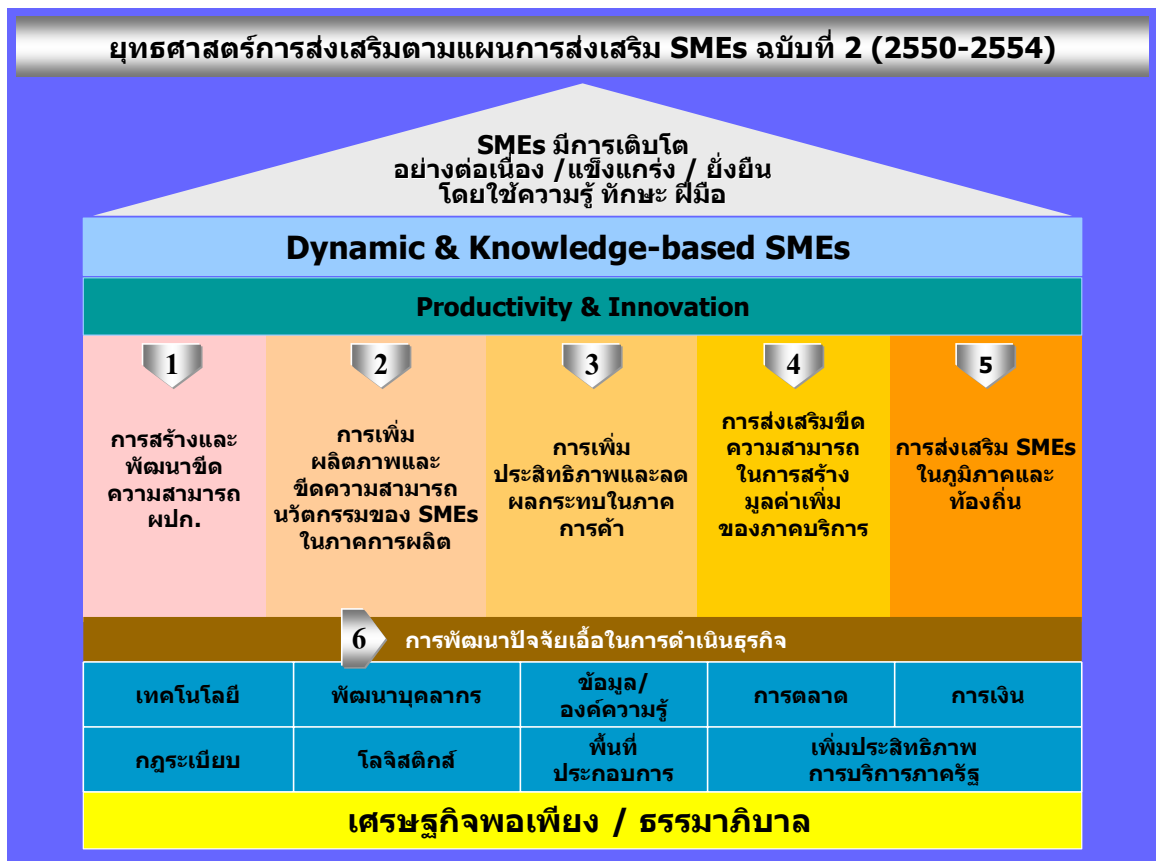 ยุทธศาสตร์การส่งเสริมตามแผนการส่งเสริม SMEs ฉบับที่ 2 (2550-2554)
SMEs มีการเติบโต
อย่างต่อเนื่อง /แข็งแกร่ง / ยั่งยืน
โดยใช้ความรู้ ทักษะ ฝีมือ
Dynamic & Knowledge-based SMEs
Productivity & Innovation
1
การสร้างและ
พัฒนาขีด
ความสามารถ
ผปก.
2
การเพิ่ม
ผลิตภาพและ
ขีดความสามารถ
นวัตกรรมของ SMEs
ในภาคการผลิต
3
การเพิ่ม
ประสิทธิภาพและลด
ผลกระทบในภาค
การค้า
4
การส่งเสริมขีด
ความสามารถ
ในการสร้าง
มูลค่าเพิ่ม
ของภาคบริการ
5
การส่งเสริม SMEs
ในภูมิภาคและ
ท้องถิ่น
6
การพัฒนาปัจจัยเอื้อในการดำเนินธุรกิจ
เทคโนโลยี
พัฒนาบุคลากร
ข้อมูล/
องค์ความรู้
การตลาด
การเงิน
กฎระเบียบ
โลจิสติกส์
พื้นที่
ประกอบการ
เพิ่มประสิทธิภาพ
การบริการภาครัฐ
เศรษฐกิจพอเพียง / ธรรมาภิบาล